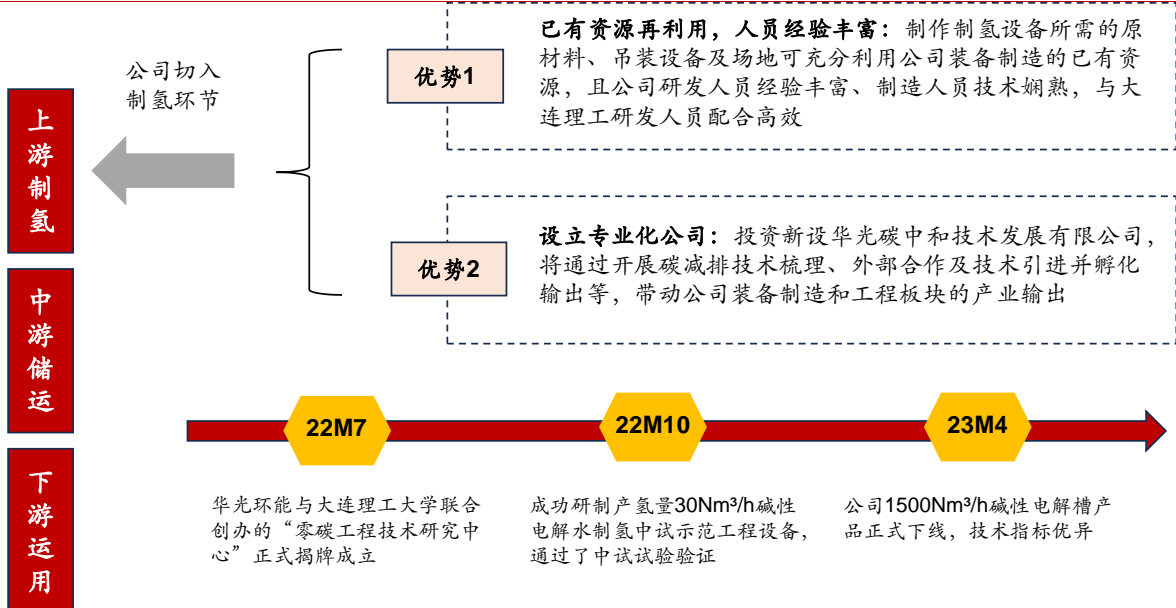 公司切入
制氢环节
上
游
制
氢
中
游
储
运
下
游
运
用
优势1
已有资源再利用，人员经验丰富：制作制氢设备所需的原
材料、吊装设备及场地可充分利用公司装备制造的已有资
源，且公司研发人员经验丰富、制造人员技术娴熟，与大
连理工研发人员配合高效
优势2
设立专业化公司：投资新设华光碳中和技术发展有限公司，
将通过开展碳减排技术梳理、外部合作及技术引进并孵化
输出等，带动公司装备制造和工程板块的产业输出
22M7
22M10
23M4
华光环能与大连理工大学联合
创办的“零碳工程技术研究中
心”正式揭牌成立
成功研制产氢量30Nm³/h碱性
电解水制氢中试示范工程设备，
通过了中试试验验证
公司1500Nm³/h碱性电解槽产
品正式下线，技术指标优异